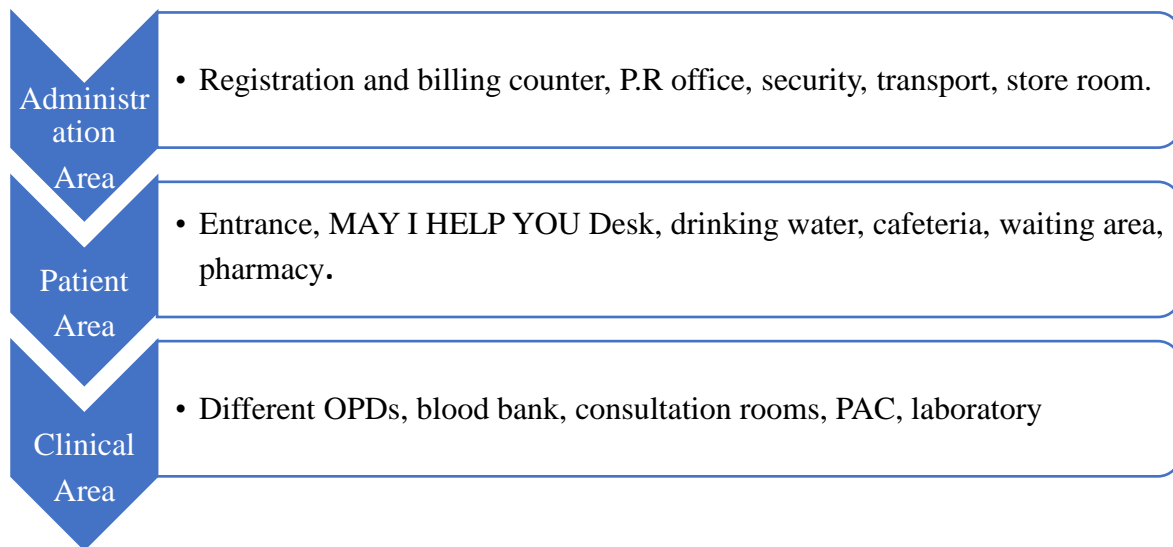 Administr
ation
Area
• Registration and billing counter, P.R office, security, transport, store room.
Patient
Area
• Entrance, MAY I HELP YOU Desk, drinking water, cafeteria, waiting area,
pharmacy.
Clinical
Area
• Different OPDs, blood bank, consultation rooms, PAC, laboratory